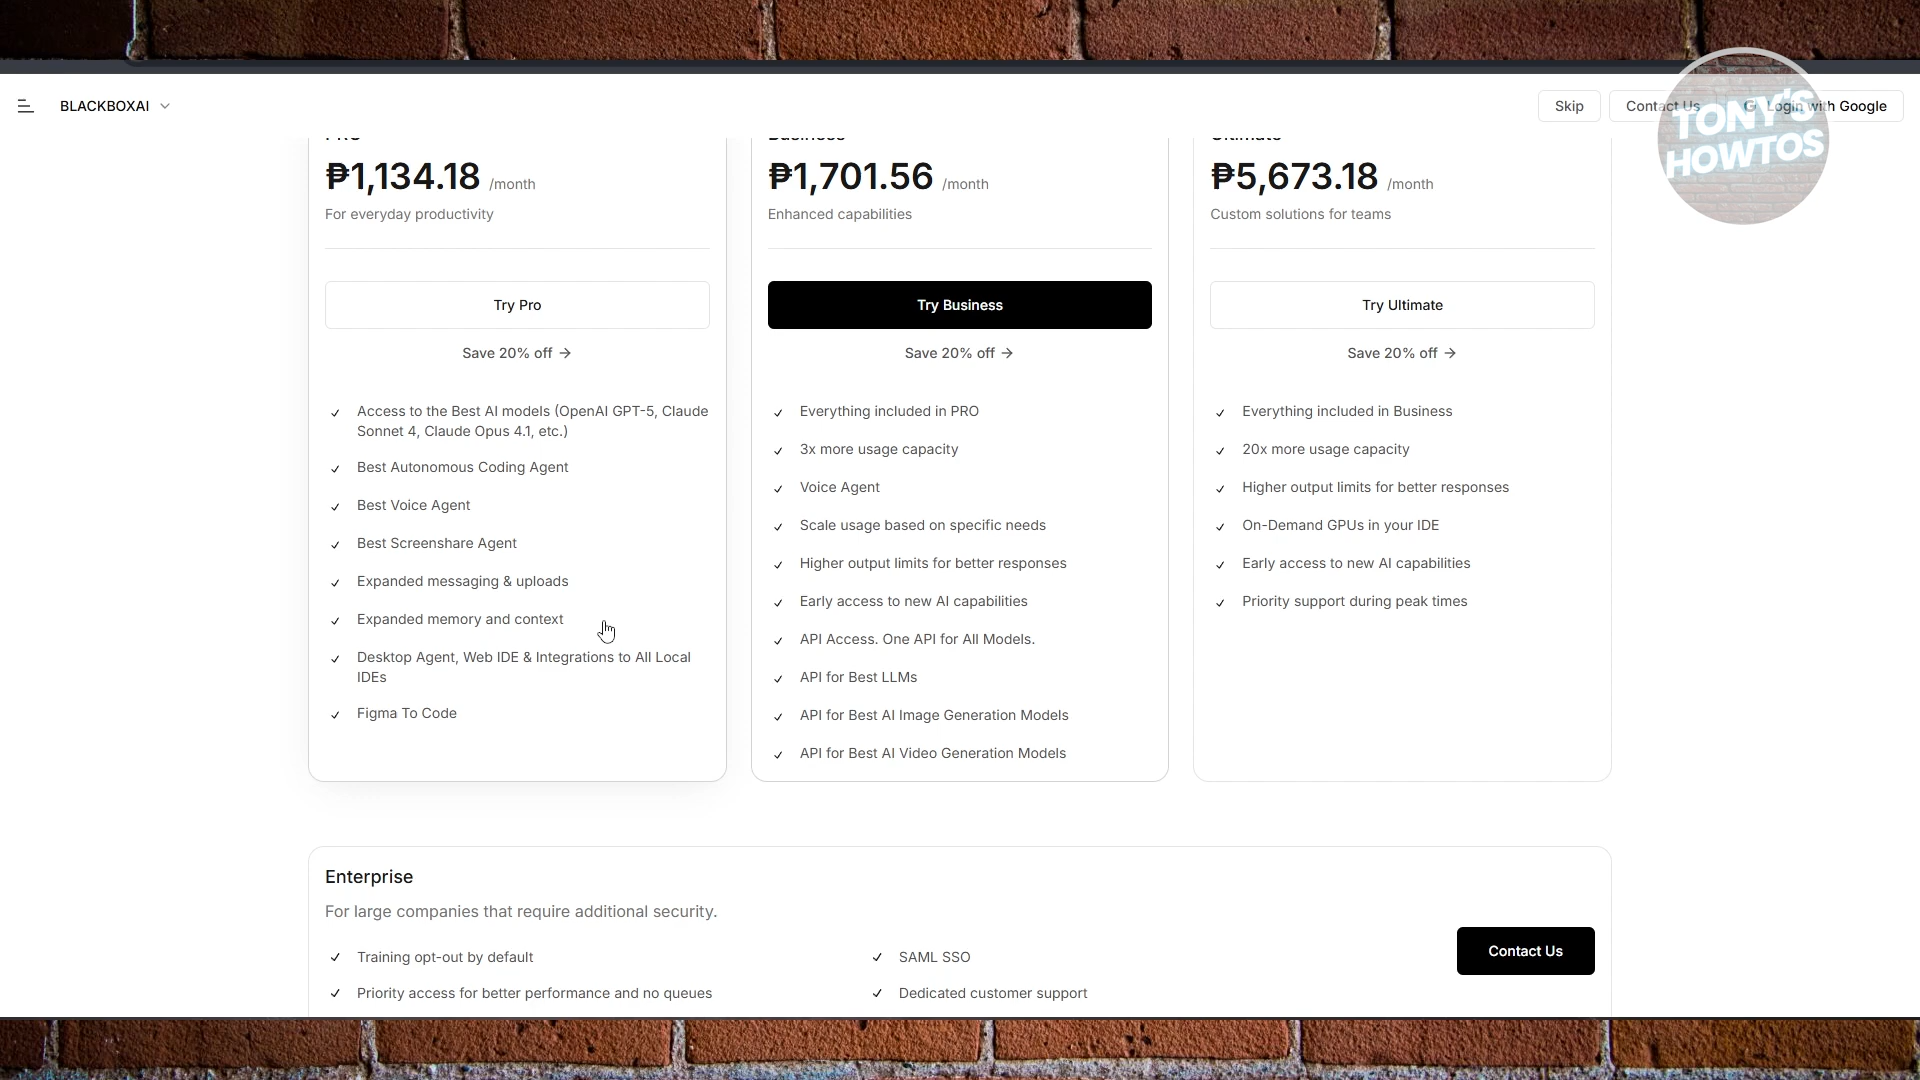 BLACKBOXAI
Skip
Contact Us
Login with Google
TONY'S
HOWTOS
PRO
Business
Ultimate
₱1,134.18 /month
For everyday productivity
Try Pro
Save 20% off →
Access to the Best AI models (OpenAI GPT-5, Claude
Sonnet 4, Claude Opus 4.1, etc.)
Best Autonomous Coding Agent
Best Voice Agent
Best Screenshare Agent
Expanded messaging & uploads
Expanded memory and context
Desktop Agent, Web IDE & Integrations to All Local
IDEs
Figma To Code
₱1,701.56 /month
Enhanced capabilities
Try Business
Save 20% off →
Everything included in PRO
3x more usage capacity
Voice Agent
Scale usage based on specific needs
Higher output limits for better responses
Early access to new AI capabilities
API Access. One API for All Models.
API for Best LLMs
API for Best AI Image Generation Models
API for Best AI Video Generation Models
₱5,673.18 /month
Custom solutions for teams
Try Ultimate
Save 20% off →
Everything included in Business
20x more usage capacity
Higher output limits for better responses
On-Demand GPUs in your IDE
Early access to new AI capabilities
Priority support during peak times
Enterprise
For large companies that require additional security.
Training opt-out by default
Priority access for better performance and no queues
SAML SSO
Dedicated customer support
Contact Us